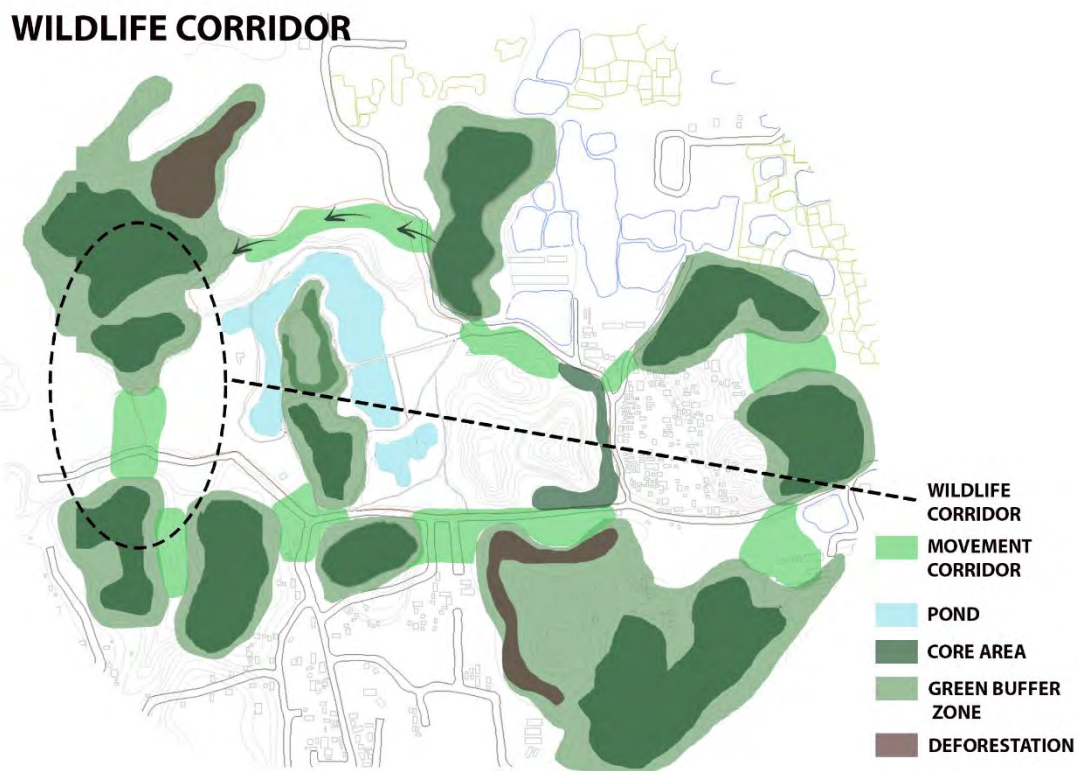 WILDLIFE CORRIDOR
WILDLIFE
CORRIDOR
MOVEMENT
CORRIDOR
POND
CORE AREA
GREEN BUFFER
ZONE
DEFORESTATION